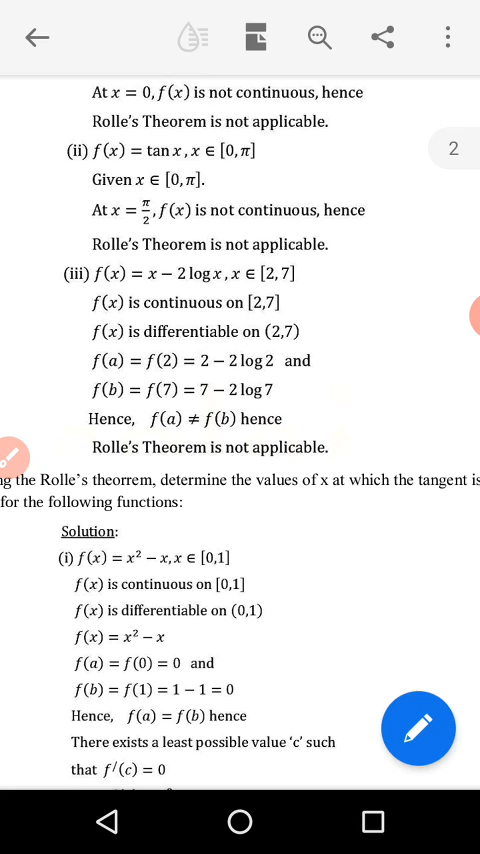 At x = 0, f(x) is not continuous, hence
Rolle's Theorem is not applicable.
2
(ii) f(x) = tan x , x ∈ [0, π]
Given x ∈ [0, π].
At x = π/2, f(x) is not continuous, hence
Rolle's Theorem is not applicable.
(iii) f(x) = x − 2 log x , x ∈ [2, 7]
f(x) is continuous on [2,7]
f(x) is differentiable on (2,7)
f(a) = f(2) = 2 − 2 log 2 and
f(b) = f(7) = 7 − 2 log 7
Hence, f(a) ≠ f(b) hence
Rolle's Theorem is not applicable.
the Rolle's theorrem, determine the values of x at which the tangent is
for the following functions:
Solution:
(i) f(x) = x² − x, x ∈ [0,1]
f(x) is continuous on [0,1]
f(x) is differentiable on (0,1)
f(x) = x² − x
f(a) = f(0) = 0 and
f(b) = f(1) = 1 − 1 = 0
Hence, f(a) = f(b) hence
There exists a least possible value 'c' such
that f′(c) = 0